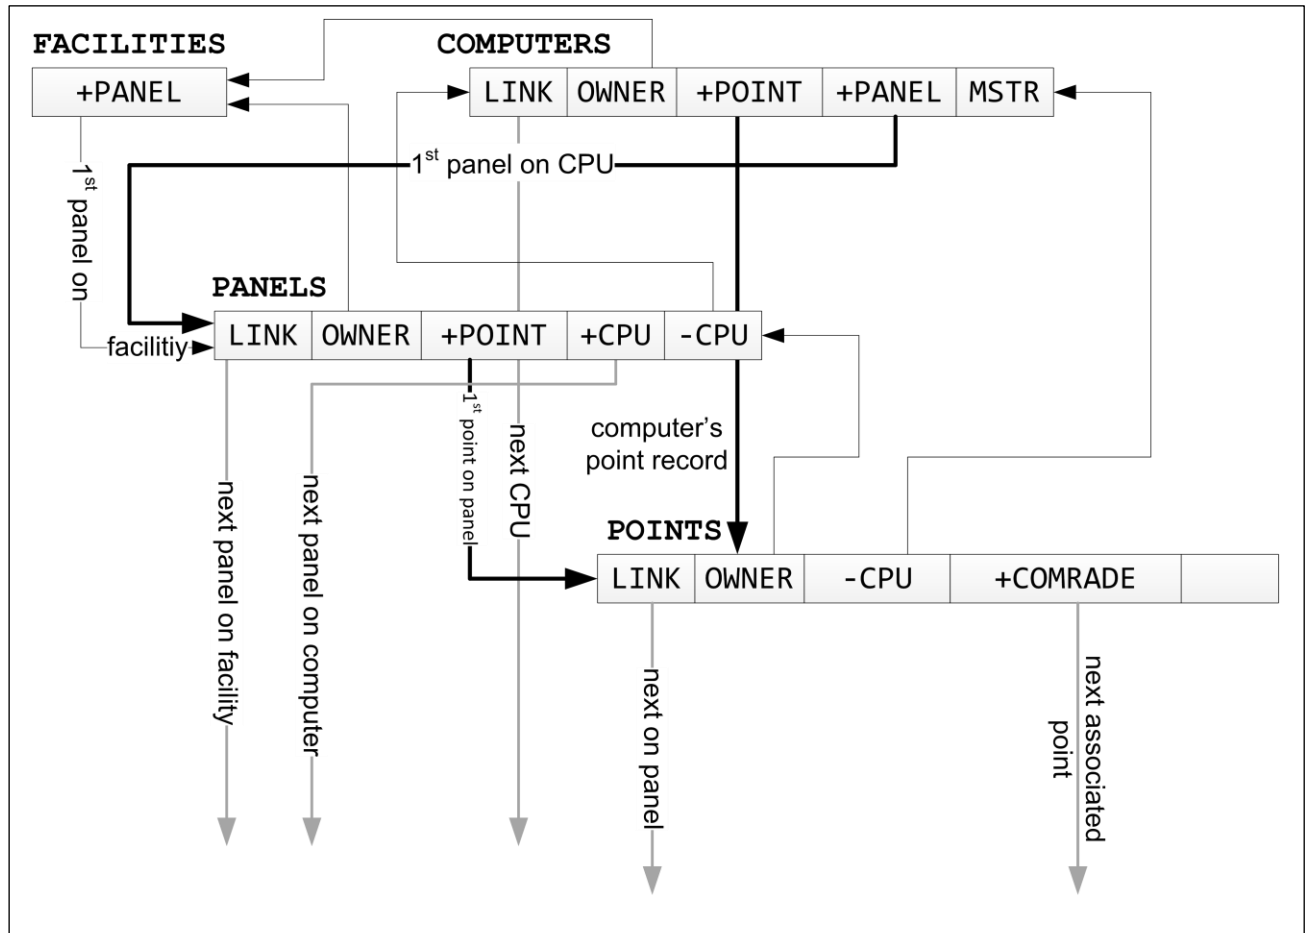 FACILITIES
COMPUTERS
+PANEL
LINK OWNER +POINT +PANEL MSTR
1st panel on CPU
1st panel on
facilitiy
PANELS
LINK OWNER +POINT +CPU -CPU
1st point on panel
next CPU
computer's
point record
next panel on facility
next panel on computer
POINTS
LINK OWNER -CPU +COMRADE
next on panel
next associated
point